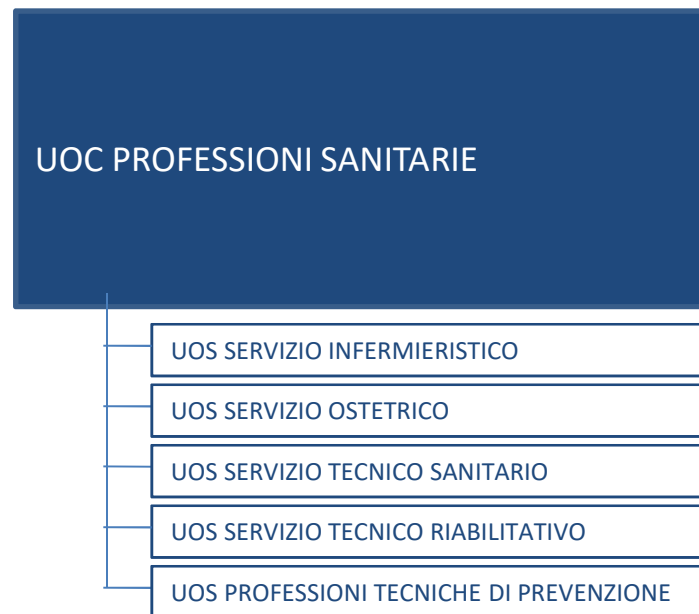 UOC PROFESSIONI SANITARIE
UOS SERVIZIO INFERMIERISTICO
UOS SERVIZIO OSTETRICO
UOS SERVIZIO TECNICO SANITARIO
UOS SERVIZIO TECNICO RIABILITATIVO
UOS PROFESSIONI TECNICHE DI PREVENZIONE